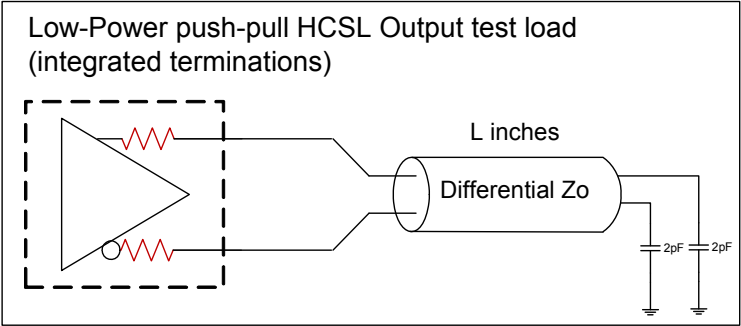 Low-Power push-pull HCSL Output test load
(integrated terminations)
L inches
Differential Zo
2pF 2pF